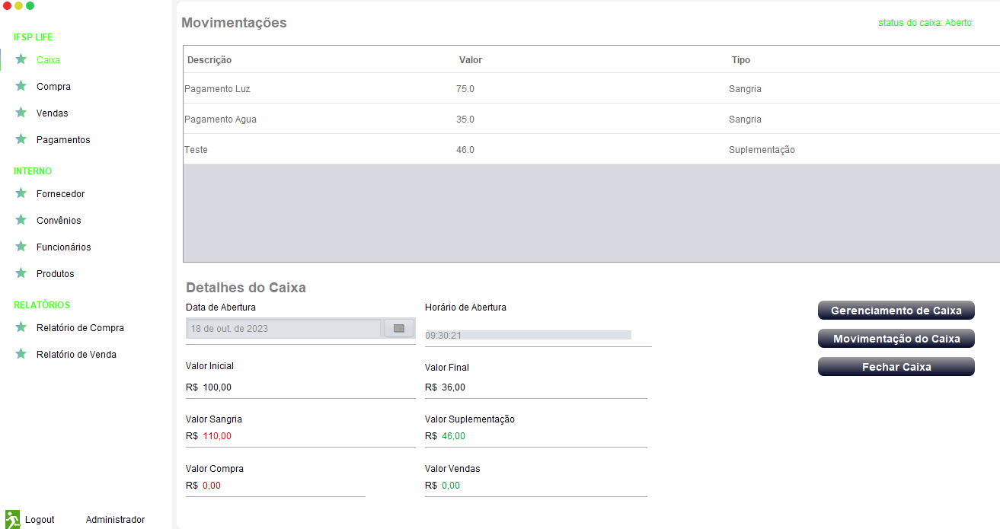 IFSP LIFE
Caixa
Compra
Vendas
Pagamentos
INTERNO
Fornecedor
Convênios
Funcionários
Produtos
RELATÓRIOS
Relatório de Compra
Relatório de Venda
Logout Administrador
Movimentações status do caixa: Aberto
Descrição Valor Tipo
Pagamento Luz 75.0 Sangria
Pagamento Agua 35.0 Sangria
Teste 46.0 Suplementação
Detalhes do Caixa
Data de Abertura Horário de Abertura
18 de out. de 2023 09:30:21
Valor Inicial Valor Final
R$ 100,00 R$ 36,00
Valor Sangria Valor Suplementação
R$ 110,00 R$ 46,00
Valor Compra Valor Vendas
R$ 0,00 R$ 0,00
Gerenciamento de Caixa
Movimentação do Caixa
Fechar Caixa